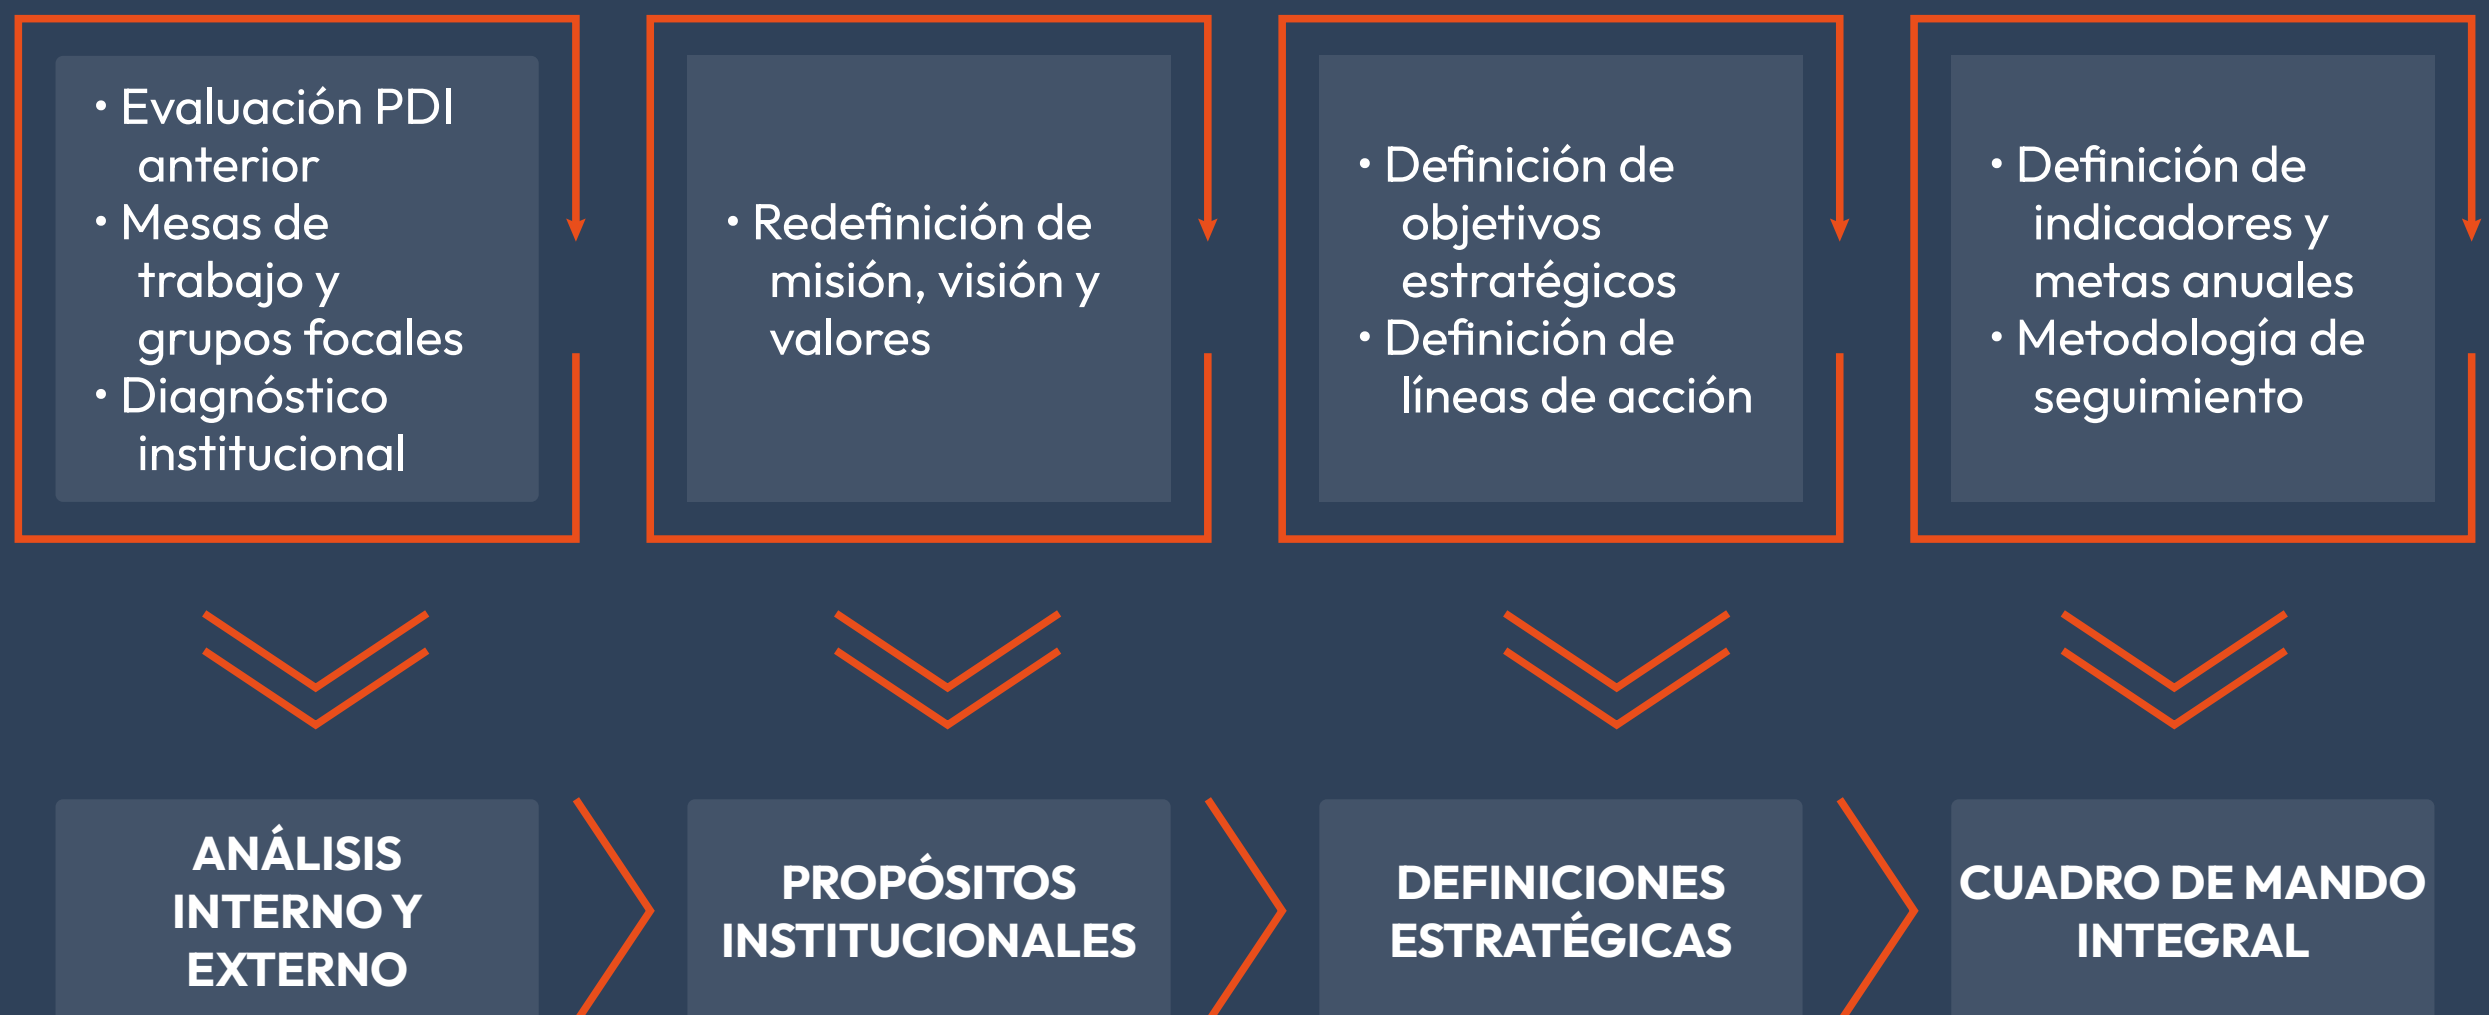 • Evaluación PDI
anterior
• Mesas de
trabajo y
grupos focales
• Diagnóstico
institucional
• Redefinición de
misión, visión y
valores
• Definición de
objetivos
estratégicos
• Definición de
líneas de acción
• Definición de
indicadores y
metas anuales
• Metodología de
seguimiento
ANÁLISIS
INTERNO Y
EXTERNO
PROPÓSITOS
INSTITUCIONALES
DEFINICIONES
ESTRATÉGICAS
CUADRO DE MANDO
INTEGRAL